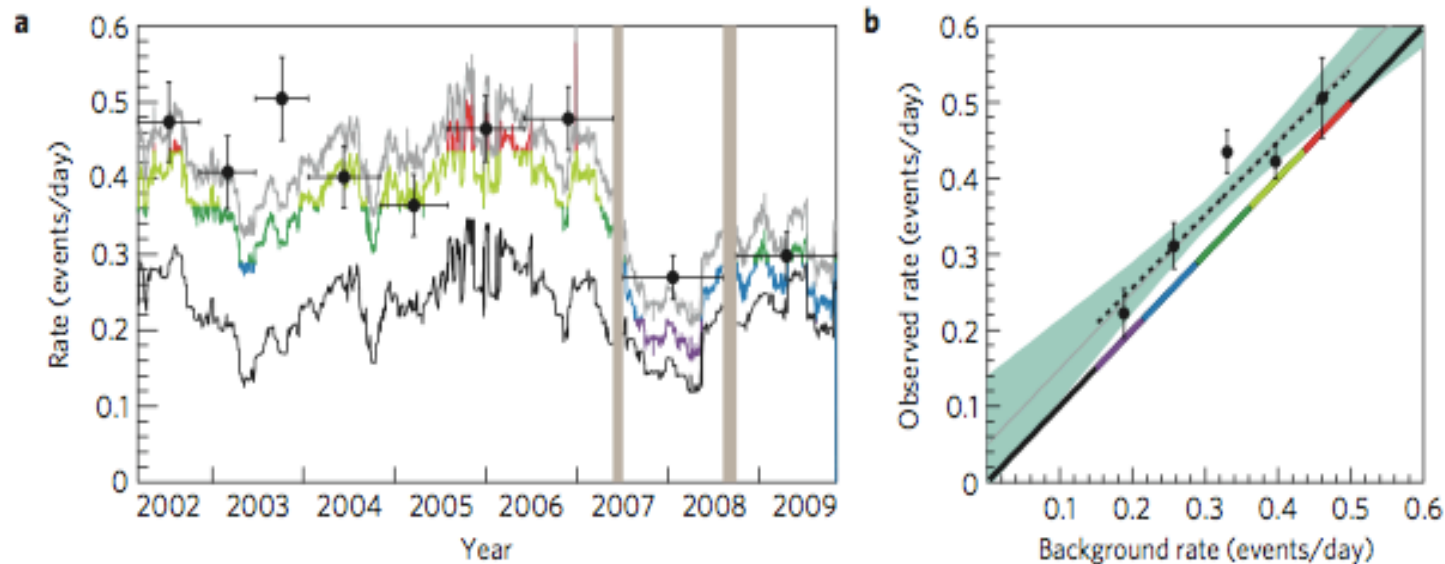 a
0.6
0.5
0.4
0.3
0.2
0.1
0
Rate (events/day)
2002 2003 2004 2005 2006 2007 2008 2009
Year
b
0.6
0.5
0.4
0.3
0.2
0.1
0
Observed rate (events/day)
0.1 0.2 0.3 0.4 0.5 0.6
Background rate (events/day)